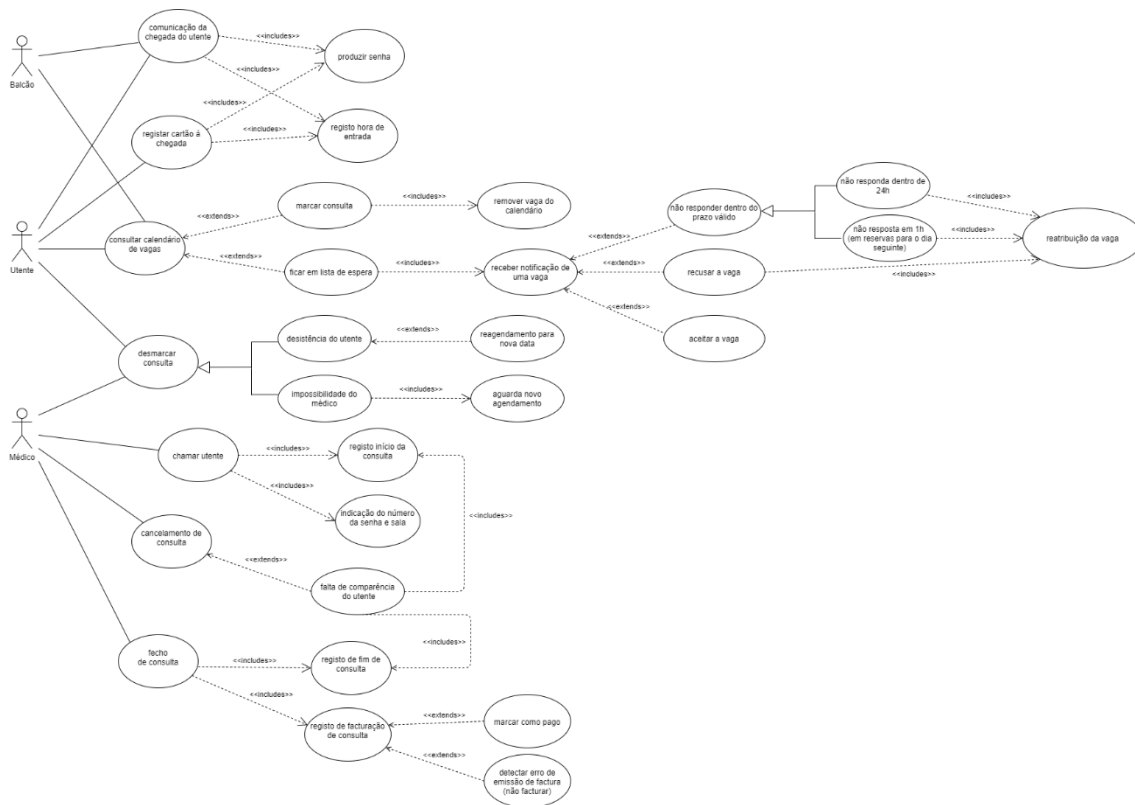 comunicação da
chegada do utente
<<includes>>
produzir senha
Balcão
<<includes>>
<<includes>>
registar cartão à
chegada
<<includes>>
registo hora de
entrada
marcar consulta
<<includes>>
remover vaga do
calendário
não responder dentro do
prazo válido
não responda dentro de
24h
<<includes>>
não resposta em 1h
(em reservas para o dia
seguinte)
<<includes>>
reatribuição da vaga
Utente
consultar calendário
de vagas
<<extends>>
<<extends>>
ficar em lista de espera
<<includes>>
receber notificação de
uma vaga
<<extends>>
<<extends>>
recusar a vaga
<<includes>>
<<extends>>
aceitar a vaga
desmarcar
consulta
desistência do utente
<<extends>>
reagendamento para
nova data
impossibilidade do
médico
<<includes>>
aguarda novo
agendamento
Médico
chamar utente
<<includes>>
registo início da
consulta
<<includes>>
indicação do número
da senha e sala
<<includes>>
cancelamento de
consulta
<<extends>>
falta de comparência
do utente
<<includes>>
fecho
de consulta
<<includes>>
registo de fim de
consulta
<<includes>>
registo de facturação
de consulta
<<extends>>
marcar como pago
<<extends>>
detectar erro de
emissão de factura
(não facturar)